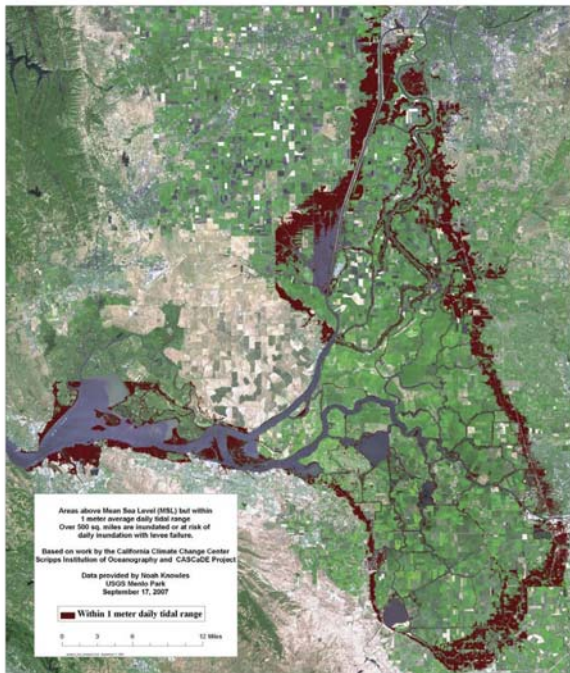 Areas above Mean Sea Level (MSL) but within
1 meter average daily tidal range
Over 500 sq. miles are inundated or at risk of
daily inundation with levee failure.
Based on work by the California Climate Change Center
Scripps Institution of Oceanography and CASCaDE Project
Data provided by Noah Knowles
USGS Menlo Park
September 17, 2007
Within 1 meter daily tidal range
0 3 6 12 Miles